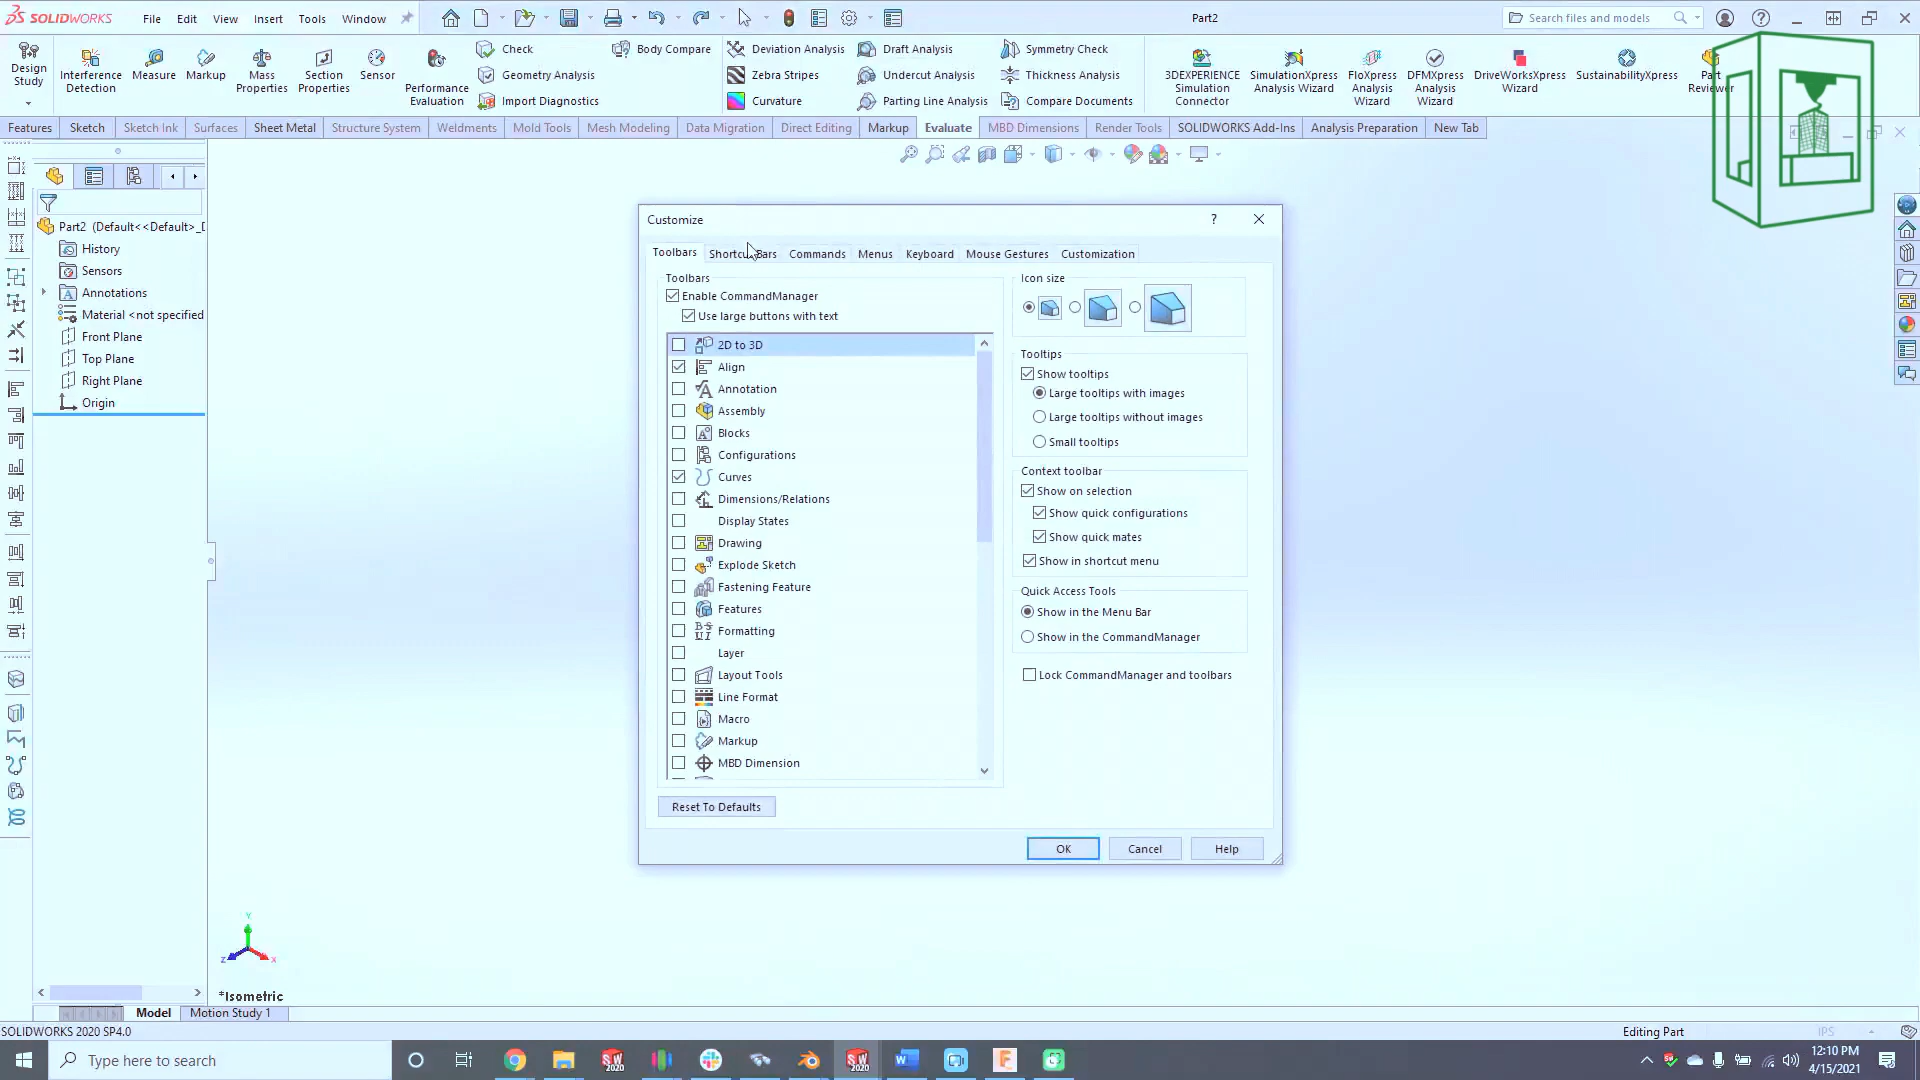 SOLIDWORKS File Edit View Insert Tools Window Part2 Search files and models
Design Study
Interference Detection
Measure
Markup
Mass Properties
Section Properties
Sensor
Performance Evaluation
Check
Geometry Analysis
Import Diagnostics
Body Compare
Deviation Analysis
Zebra Stripes
Curvature
Draft Analysis
Undercut Analysis
Parting Line Analysis
Symmetry Check
Thickness Analysis
Compare Documents
3DEXPERIENCE Simulation Connector
SimulationXpress Analysis Wizard
FloXpress Analysis Wizard
DFMXpress Analysis Wizard
DriveWorksXpress Wizard
SustainabilityXpress
Part Reviewer
Features Sketch Sketch Ink Surfaces Sheet Metal Structure System Weldments Mold Tools Mesh Modeling Data Migration Direct Editing Markup Evaluate MBD Dimensions Render Tools SOLIDWORKS Add-Ins Analysis Preparation New Tab
Part2 (Default<<Default>_D
History
Sensors
Annotations
Material <not specified
Front Plane
Top Plane
Right Plane
Origin
Customize
Toolbars Shortcut Bars Commands Menus Keyboard Mouse Gestures Customization
Toolbars
Enable CommandManager
Use large buttons with text
2D to 3D
Align
Annotation
Assembly
Blocks
Configurations
Curves
Dimensions/Relations
Display States
Drawing
Explode Sketch
Fastening Feature
Features
Formatting
Layer
Layout Tools
Line Format
Macro
Markup
MBD Dimension
Reset To Defaults
Icon size
Tooltips
Show tooltips
Large tooltips with images
Large tooltips without images
Small tooltips
Context toolbar
Show on selection
Show quick configurations
Show quick mates
Show in shortcut menu
Quick Access Tools
Show in the Menu Bar
Show in the CommandManager
Lock CommandManager and toolbars
OK Cancel Help
Y
Z X
*Isometric
Model Motion Study 1
SOLIDWORKS 2020 SP4.0 Editing Part IPS
Type here to search
12:10 PM
4/15/2021